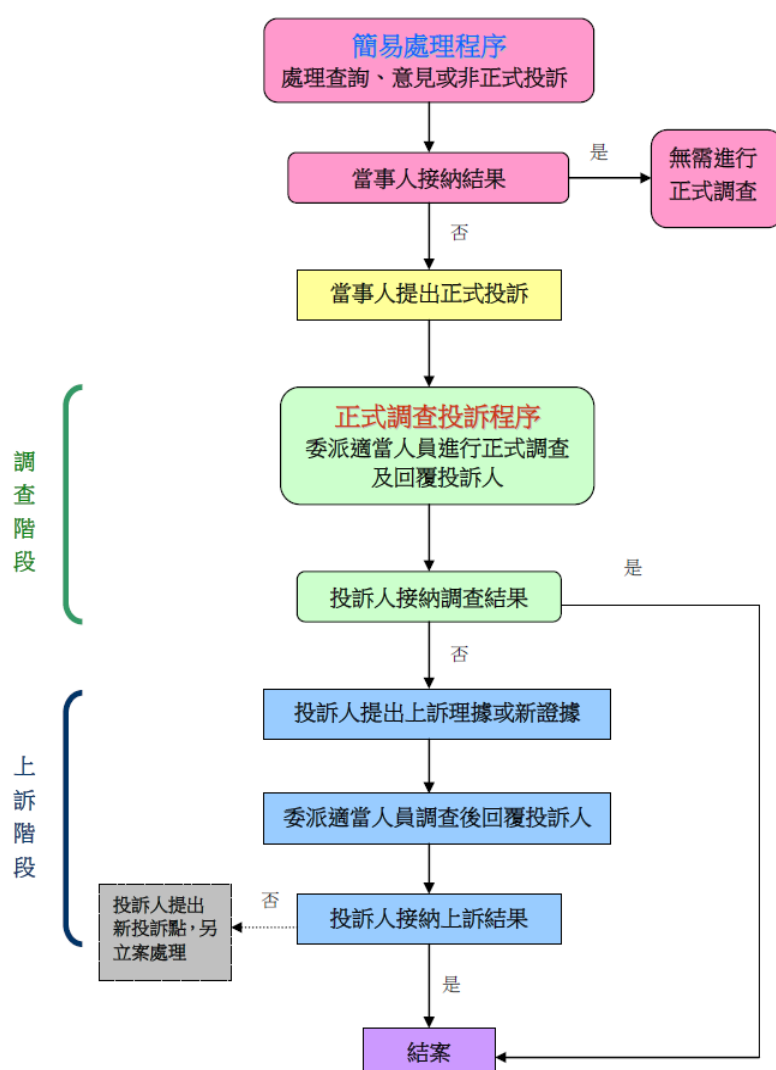 簡易處理程序
處理查詢、意見或非正式投訴
當事人接納結果
是
無需進行
正式調查
否
當事人提出正式投訴
調查階段
正式調查投訴程序
委派適當人員進行正式調查
及回覆投訴人
投訴人接納調查結果
是
否
上訴階段
投訴人提出上訴理據或新證據
委派適當人員調查後回覆投訴人
投訴人接納上訴結果
否
投訴人提出
新投訴點，另
立案處理
是
結案